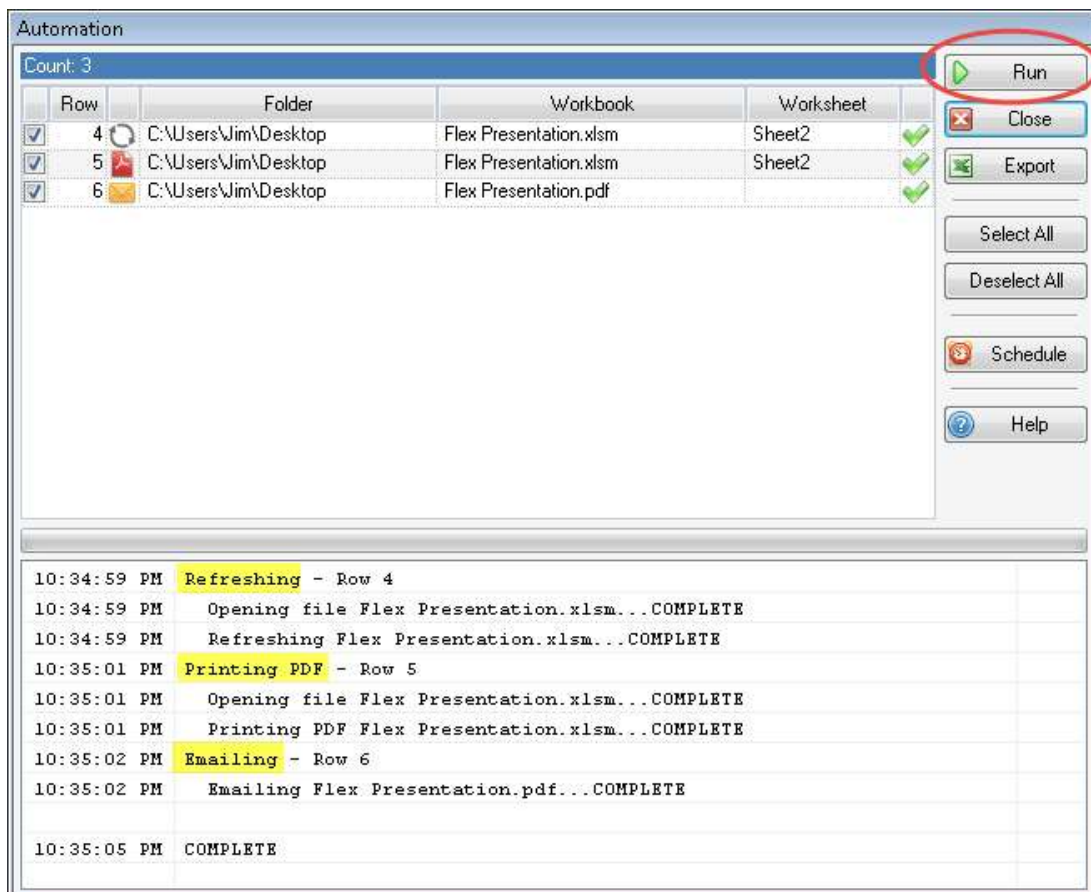 Automation
Count: 3
Row Folder Workbook Worksheet
4 C:\Users\Jim\Desktop Flex Presentation.xlsm Sheet2
5 C:\Users\Jim\Desktop Flex Presentation.xlsm Sheet2
6 C:\Users\Jim\Desktop Flex Presentation.pdf
Run
Close
Export
Select All
Deselect All
Schedule
Help
10:34:59 PM Refreshing - Row 4
10:34:59 PM Opening file Flex Presentation.xlsm...COMPLETE
10:34:59 PM Refreshing Flex Presentation.xlsm...COMPLETE
10:35:01 PM Printing PDF - Row 5
10:35:01 PM Opening file Flex Presentation.xlsm...COMPLETE
10:35:01 PM Printing PDF Flex Presentation.xlsm...COMPLETE
10:35:02 PM Emailing - Row 6
10:35:02 PM Emailing Flex Presentation.pdf...COMPLETE
10:35:05 PM COMPLETE